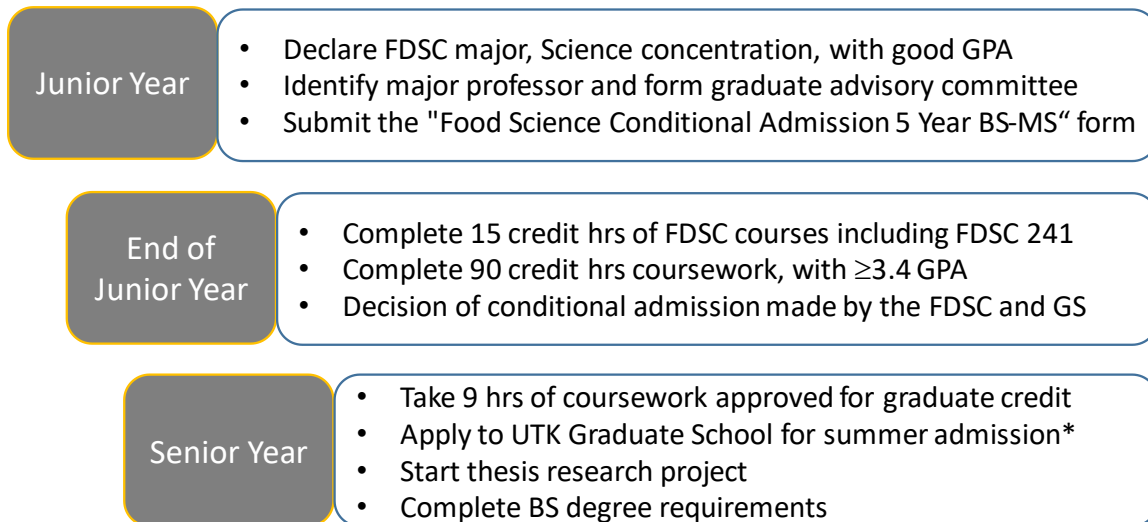 Junior Year
• Declare FDSC major, Science concentration, with good GPA
• Identify major professor and form graduate advisory committee
• Submit the "Food Science Conditional Admission 5 Year BS-MS“ form
End of
Junior Year
• Complete 15 credit hrs of FDSC courses including FDSC 241
• Complete 90 credit hrs coursework, with ≥3.4 GPA
• Decision of conditional admission made by the FDSC and GS
Senior Year
• Take 9 hrs of coursework approved for graduate credit
• Apply to UTK Graduate School for summer admission*
• Start thesis research project
• Complete BS degree requirements